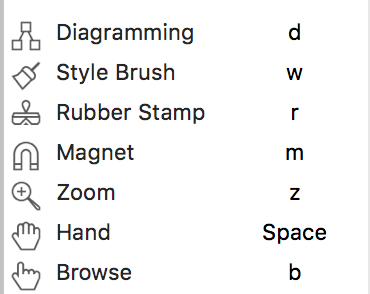 Diagramming d
Style Brush w
Rubber Stamp r
Magnet m
Zoom z
Hand Space
Browse b